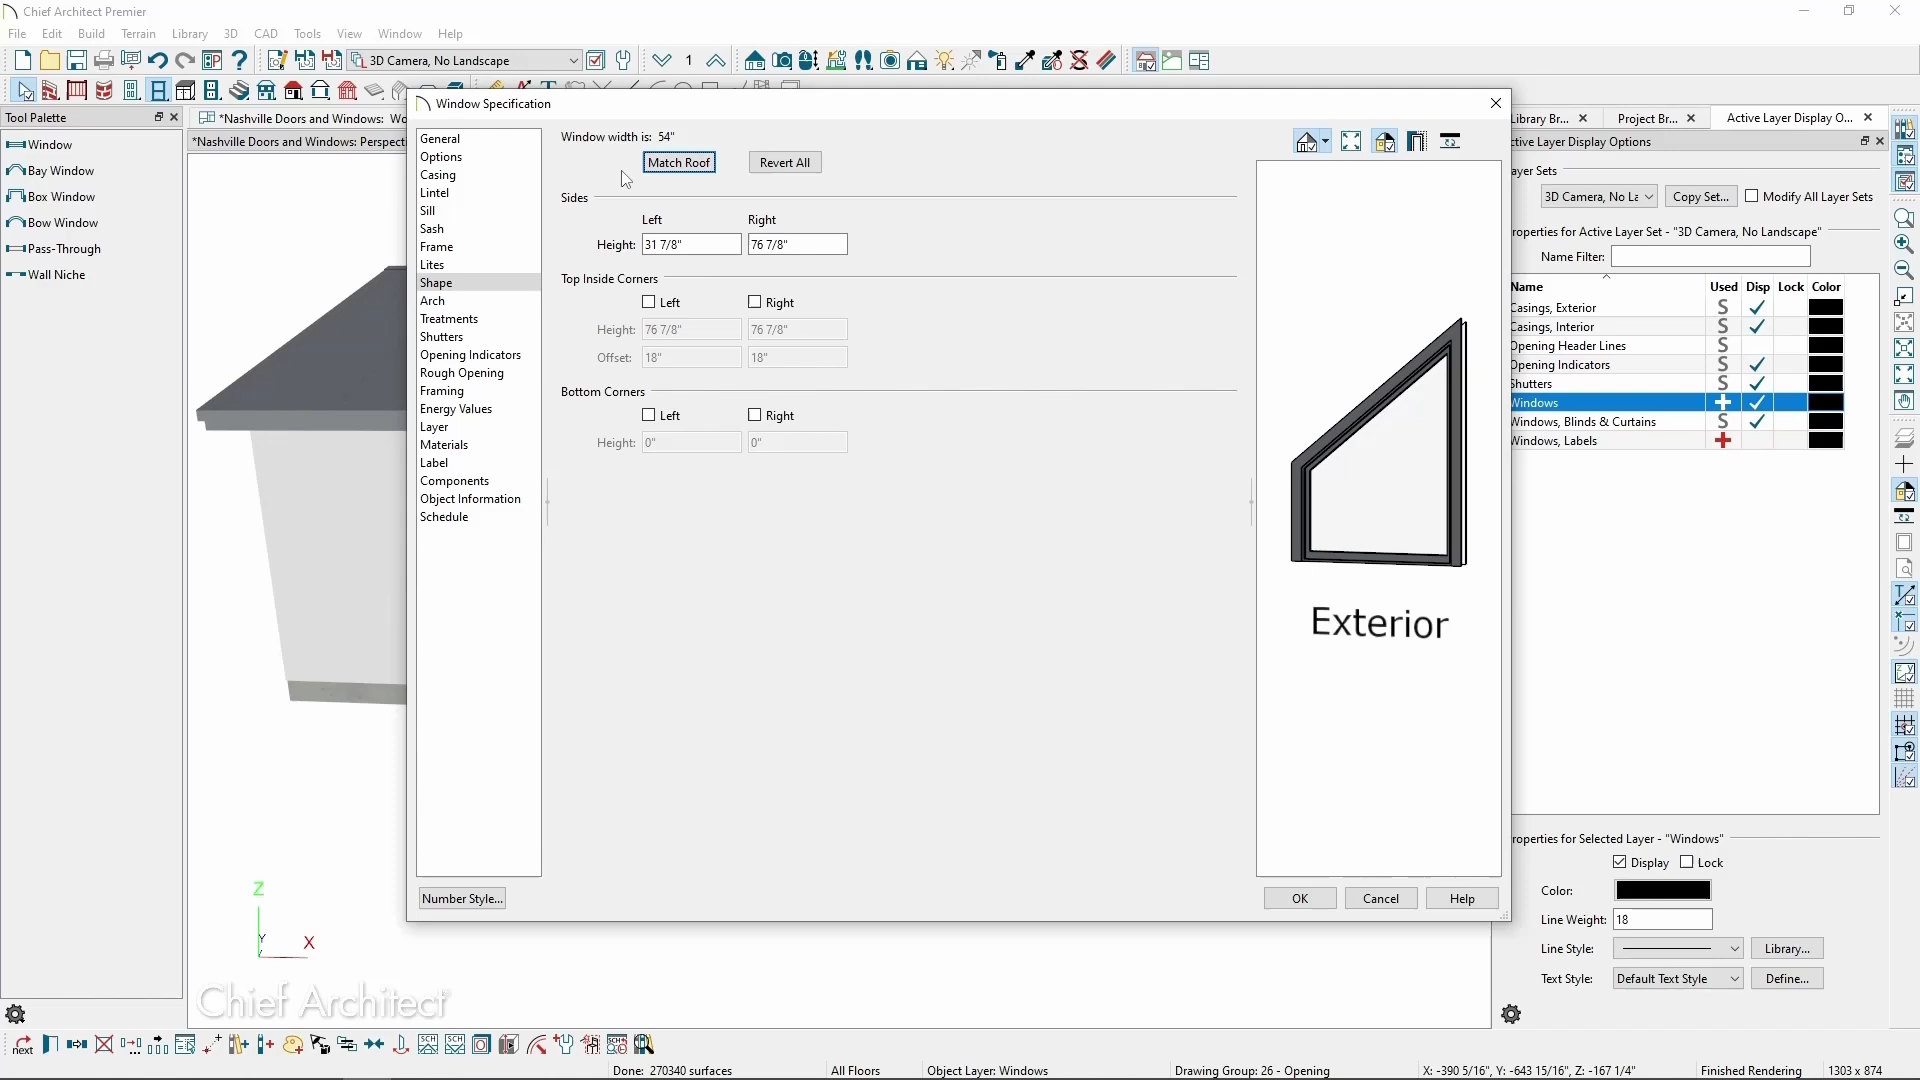 Chief Architect Premier
File Edit Build Terrain Library 3D CAD Tools View Window Help
3D Camera, No Landscape
1
Tool Palette
*Nashville Doors and Windows: Wo
*Nashville Doors and Windows: Perspecti
Window
Bay Window
Box Window
Bow Window
Pass-Through
Wall Niche
Window Specification
General
Options
Casing
Lintel
Sill
Sash
Frame
Lites
Shape
Arch
Treatments
Shutters
Opening Indicators
Rough Opening
Framing
Energy Values
Layer
Materials
Label
Components
Object Information
Schedule
Number Style...
Window width is: 54"
Match Roof Revert All
Sides
Left Right
Height: 31 7/8" 76 7/8"
Top Inside Corners
Left Right
Height: 76 7/8" 76 7/8"
Offset: 18" 18"
Bottom Corners
Left Right
Height: 0" 0"
Exterior
OK Cancel Help
Library Br... Project Br... Active Layer Display O...
ctive Layer Display Options
ayer Sets
3D Camera, No La Copy Set... Modify All Layer Sets
roperties for Active Layer Set - "3D Camera, No Landscape"
Name Filter:
Name Used Disp Lock Color
Casings, Exterior S
Casings, Interior S
Opening Header Lines S
Opening Indicators S
Shutters S
Windows
Windows, Blinds & Curtains S
Windows, Labels
roperties for Selected Layer - "Windows"
Display Lock
Color:
Line Weight: 18
Line Style: Library...
Text Style: Default Text Style Define...
Z
Y
X
Chief Architect
next
SCH SCH SCH
Done: 270340 surfaces All Floors Object Layer: Windows Drawing Group: 26 - Opening X: -390 5/16", Y: -643 15/16", Z: -167 1/4" Finished Rendering 1303 x 874